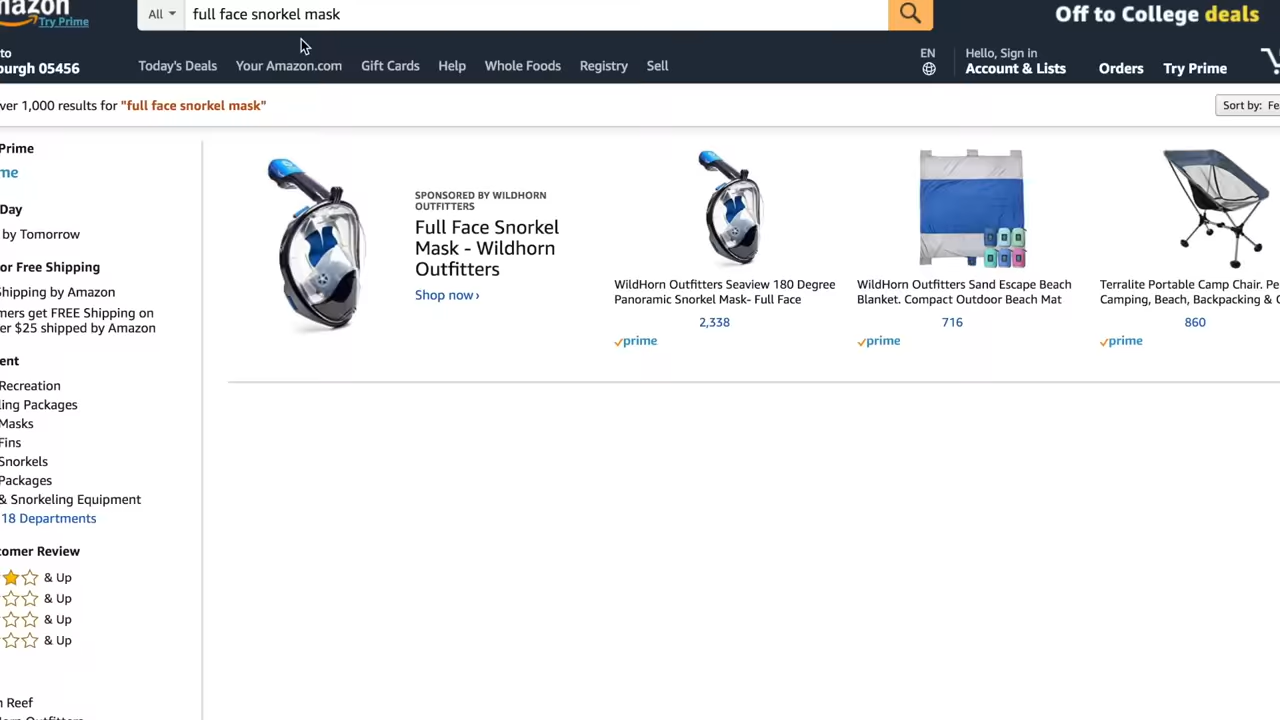 mazon
Try Prime
All
full face snorkel mask
Off to College deals
to
burgh 05456
Today's Deals
Your Amazon.com
Gift Cards
Help
Whole Foods
Registry
Sell
EN
Hello, Sign in
Account & Lists
Orders
Try Prime
ver 1,000 results for "full face snorkel mask"
Sort by: Fe
Prime
me
Day
by Tomorrow
or Free Shipping
Shipping by Amazon
mers get FREE Shipping on
er $25 shipped by Amazon
ent
Recreation
ling Packages
Masks
Fins
Snorkels
Packages
& Snorkeling Equipment
18 Departments
tomer Review
& Up
& Up
& Up
& Up
n Reef
SPONSORED BY WILDHORN
OUTFITTERS
Full Face Snorkel
Mask - Wildhorn
Outfitters
Shop now›
WildHorn Outfitters Seaview 180 Degree
Panoramic Snorkel Mask- Full Face
2,338
prime
WildHorn Outfitters Sand Escape Beach
Blanket. Compact Outdoor Beach Mat
716
prime
Terralite Portable Camp Chair. Pe
Camping, Beach, Backpacking &
860
prime